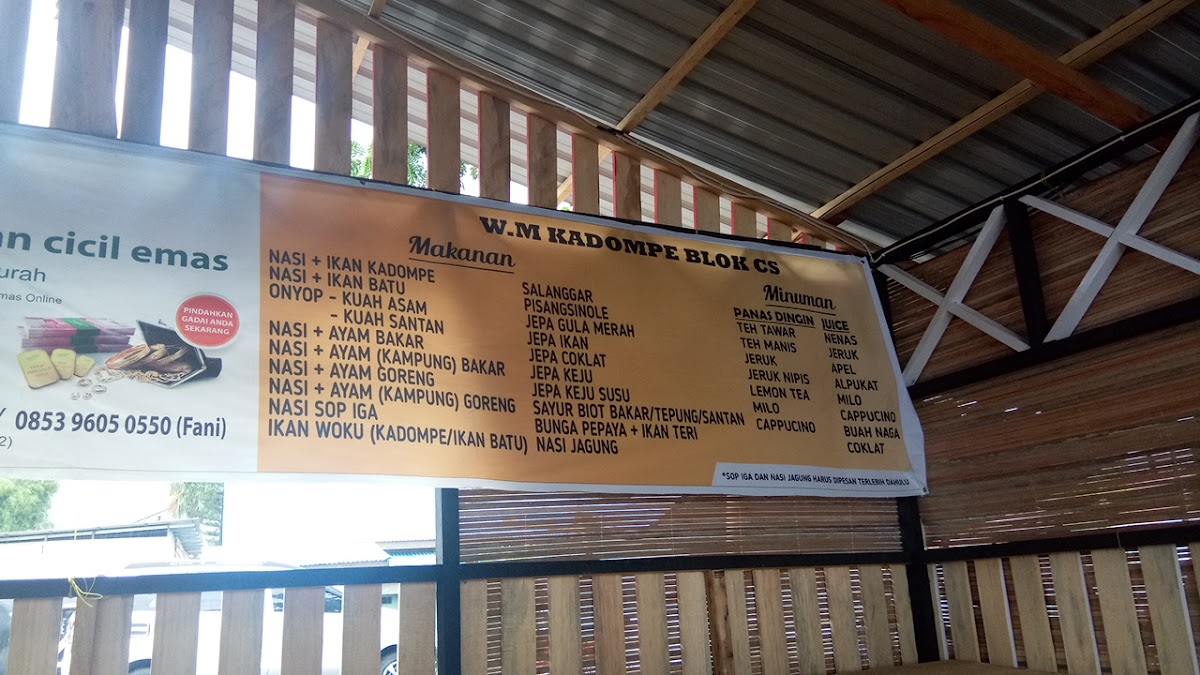 n cicil emas
urah
mas Online
PINDAHKAN
GADAI ANDA
SEKARANG
0853 9605 0550 (Fani)
2)
W.M KADOMPE BLOK CS
Makanan
NASI + IKAN KADOMPE
NASI + IKAN BATU
ONYOP - KUAH ASAM
- KUAH SANTAN
NASI + AYAM BAKAR
NASI + AYAM (KAMPUNG) BAKAR
NASI + AYAM GORENG
NASI + AYAM (KAMPUNG) GORENG
NASI SOP IGA
IKAN WOKU (KADOMPE/IKAN BATU)
SALANGGAR
PISANGSINOLE
JEPA GULA MERAH
JEPA IKAN
JEPA COKLAT
JEPA KEJU
JEPA KEJU SUSU
SAYUR BIOT BAKAR/TEPUNG/SANTAN
BUNGA PEPAYA + IKAN TERI
NASI JAGUNG
Minuman
PANAS DINGIN
TEH TAWAR
TEH MANIS
JERUK
JERUK NIPIS
LEMON TEA
MILO
CAPPUCINO
JUICE
NENAS
JERUK
APEL
ALPUKAT
MILO
CAPPUCINO
BUAH NAGA
COKLAT
*SOP IGA DAN NASI JAGUNG HARUS DIPESAN TERLEBIH DAHULU